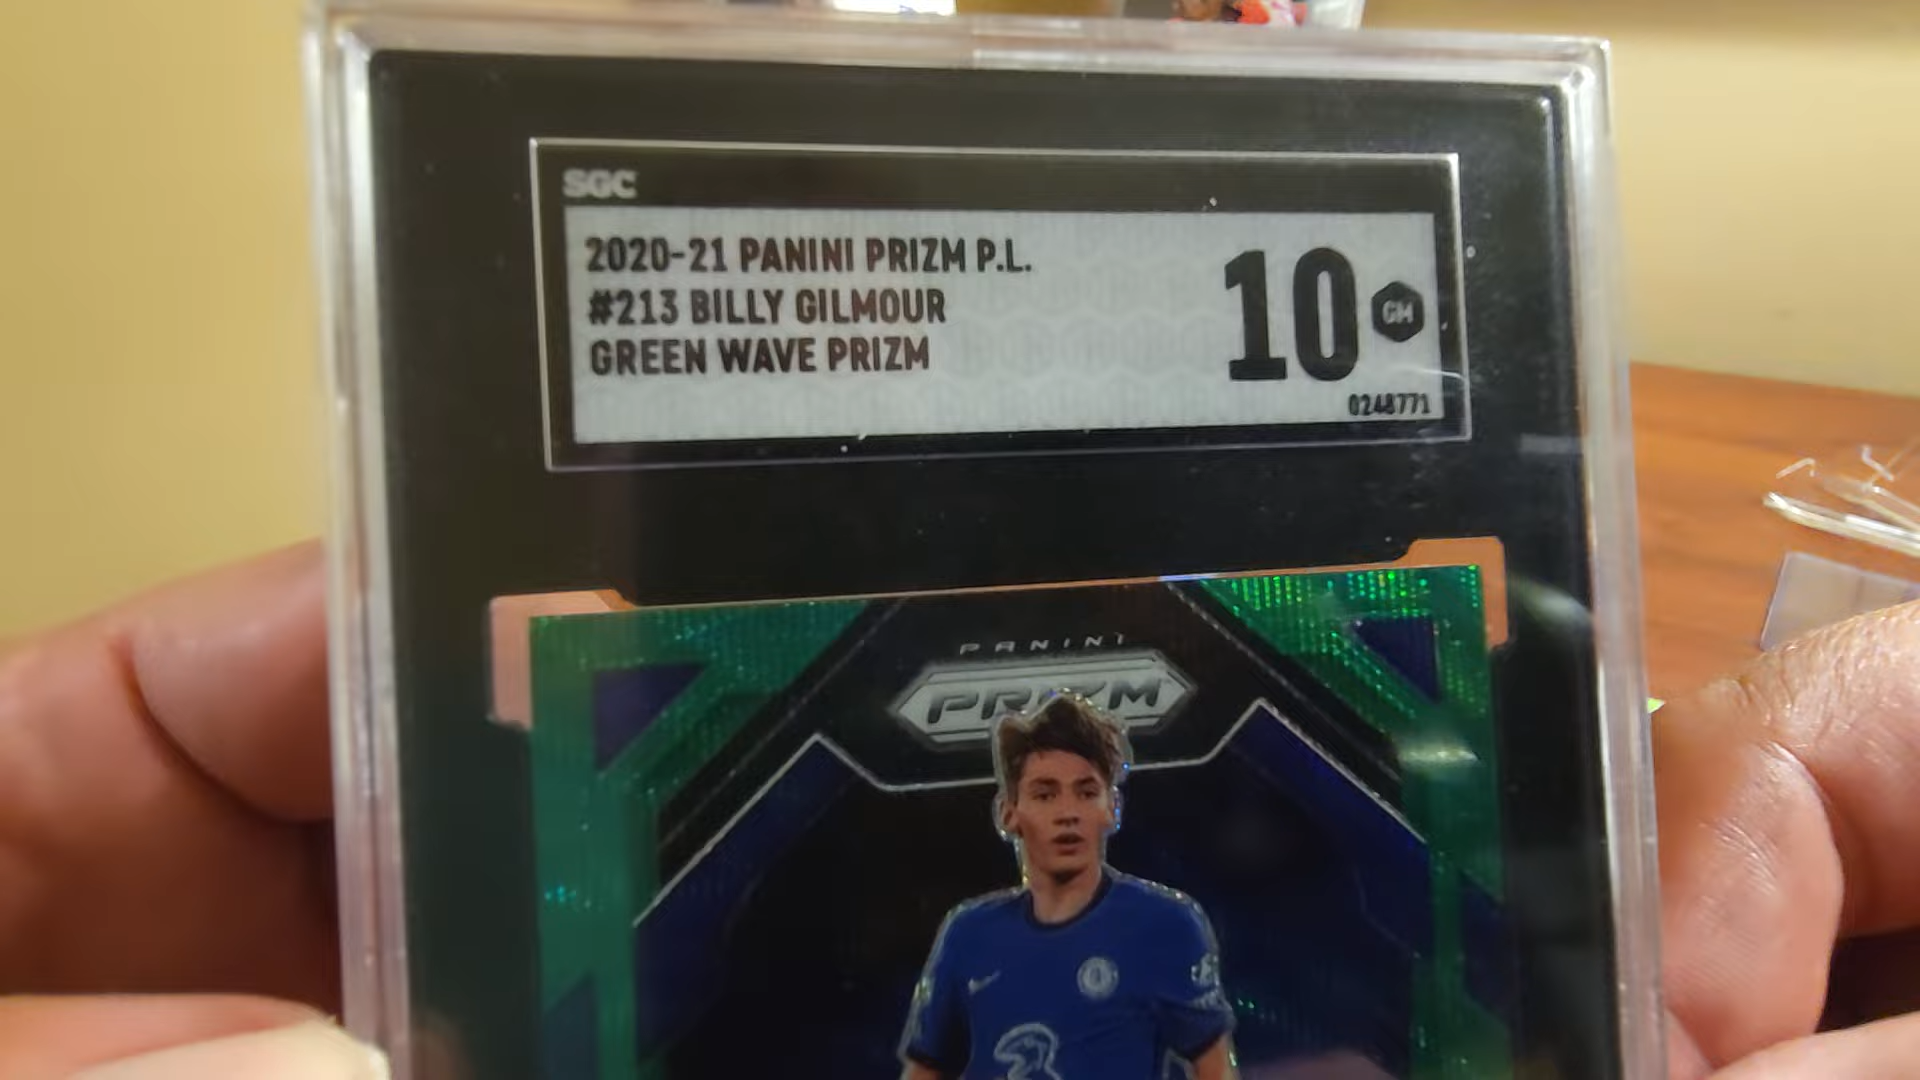 SGC
2020-21 PANINI PRIZM P.L.
#213 BILLY GILMOUR
GREEN WAVE PRIZM
10
GM
0248771
PANINI
PRIZM